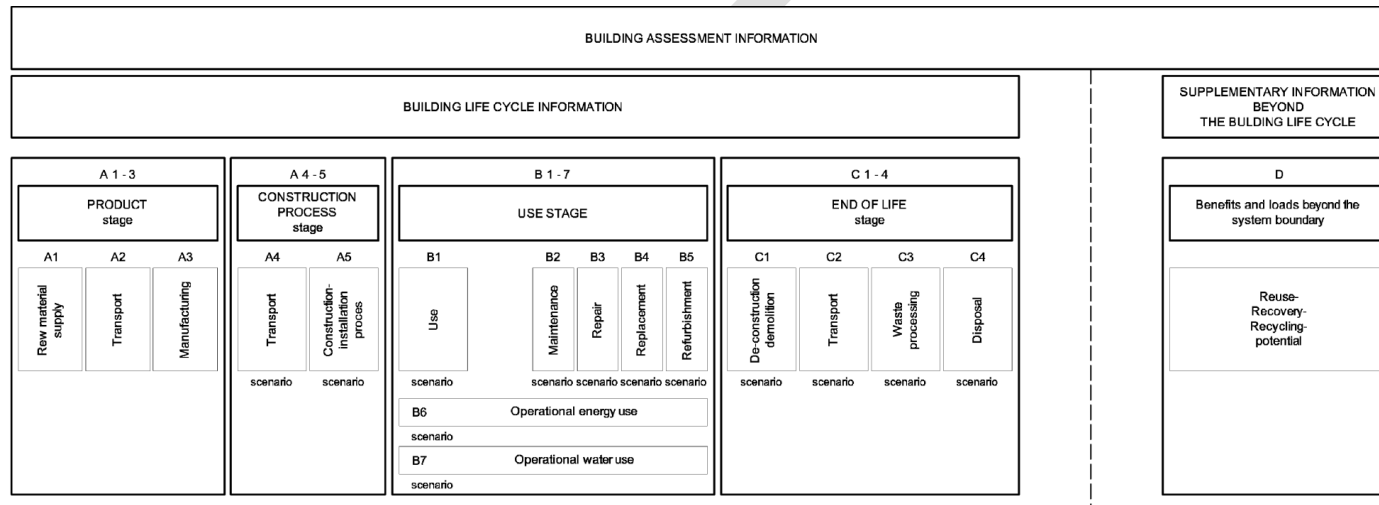 BUILDING ASSESSMENT INFORMATION
BUILDING LIFE CYCLE INFORMATION
SUPPLEMENTARY INFORMATION
BEYOND
THE BULDING LIFE CYCLE
A 1 - 3
PRODUCT
stage
A1
A2
A3
Rew material
supply
Transport
Manufacturing
A 4 - 5
CONSTRUCTION
PROCESS
stage
A4
A5
Transport
Construction-
installation
proces
scenario
scenario
B 1 - 7
USE STAGE
B1
B2
B3
B4
B5
Use
Maintenance
Repair
Replacement
Refurbishment
scenario
scenario
scenario
scenario
scenario
B6
Operational energy use
scenario
B7
Operational water use
scenario
C 1 - 4
END OF LIFE
stage
C1
C2
C3
C4
De-construction
demolition
Transport
Waste
processing
Disposal
scenario
scenario
scenario
scenario
D
Benefits and loads beyond the
system boundary
Reuse-
Recovery-
Recycling-
potential